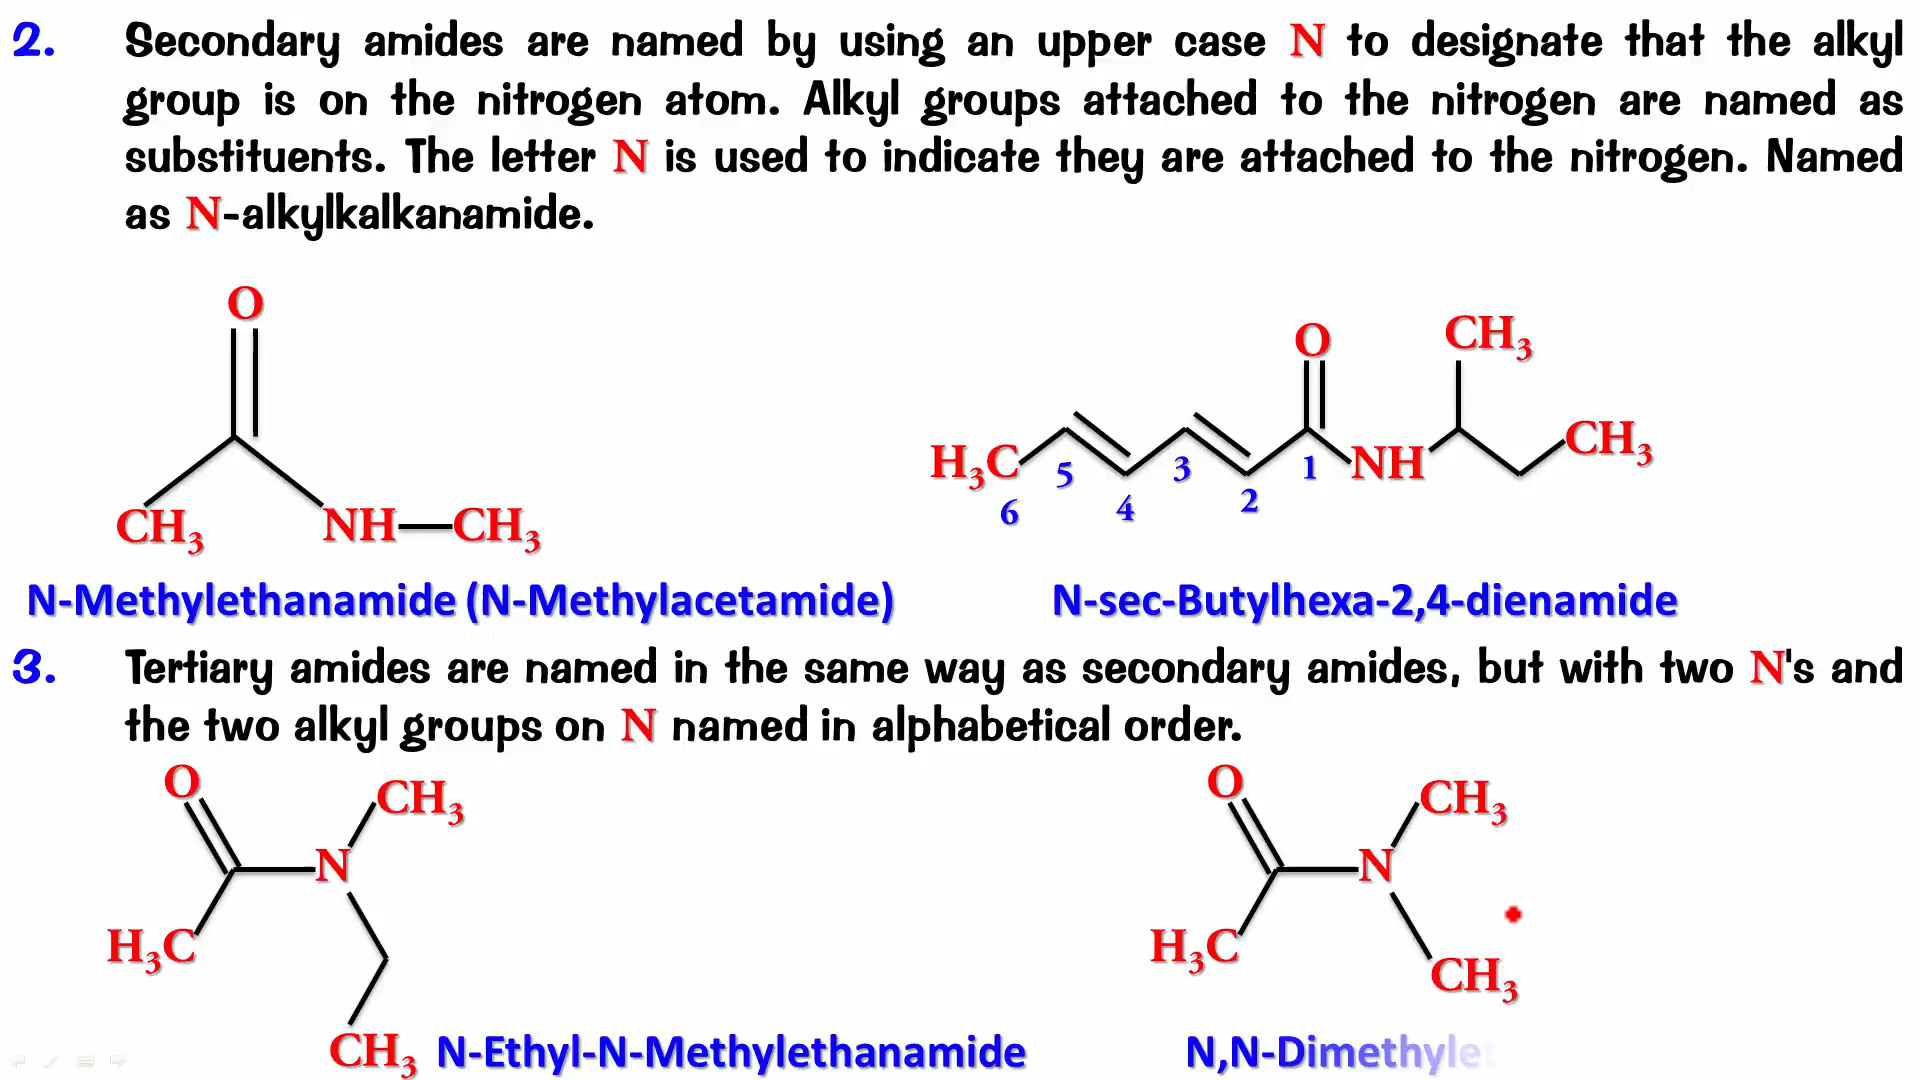 2. Secondary amides are named by using an upper case N to designate that the alkyl
group is on the nitrogen atom. Alkyl groups attached to the nitrogen are named as
substituents. The letter N is used to indicate they are attached to the nitrogen. Named
as N-alkylkalkanamide.
O
CH3
NH
CH3
O
CH3
H3C
5
3
1
NH
CH3
6
4
2
N-Methylethanamide (N-Methylacetamide)
N-sec-Butylhexa-2,4-dienamide
3. Tertiary amides are named in the same way as secondary amides, but with two N's and
the two alkyl groups on N named in alphabetical order.
O
CH3
N
H3C
CH3
N-Ethyl-N-Methylethanamide
O
CH3
N
H3C
CH3
N,N-Dimethylet